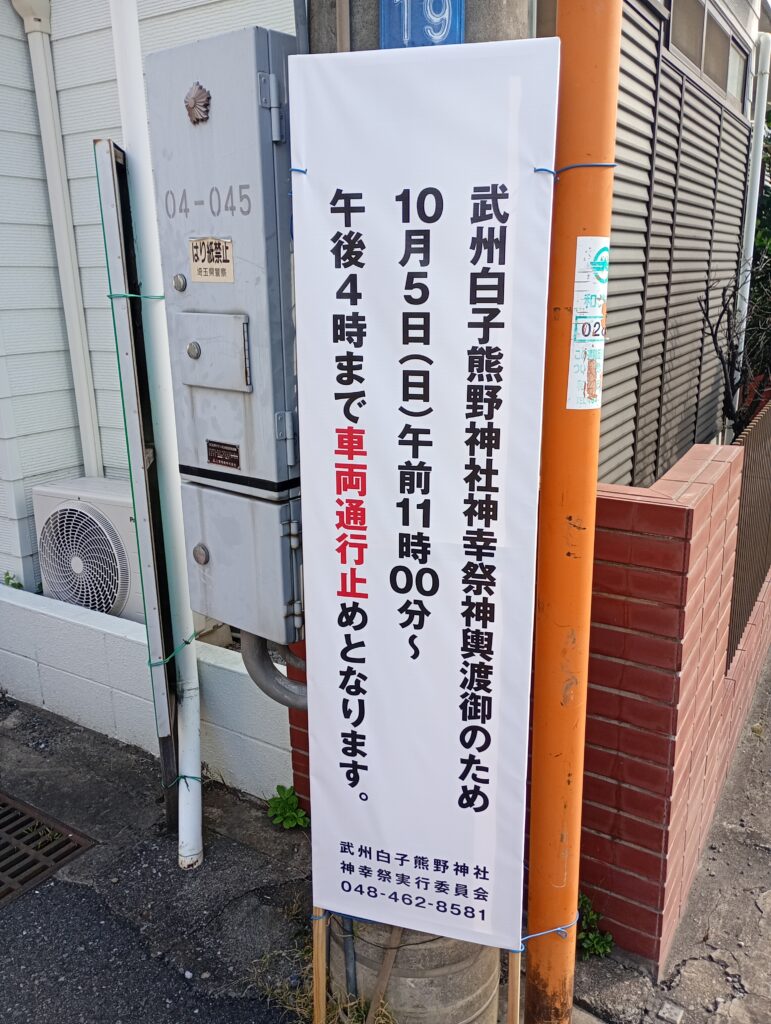 19
04-045
はり紙禁止
埼玉県警察
武州白子熊野神社神幸祭神輿渡御のため
10月5日(日)午前11時00分～
午後4時まで車両通行止めとなります。
武州白子熊野神社
神幸祭実行委員会
048-462-8581
和
028